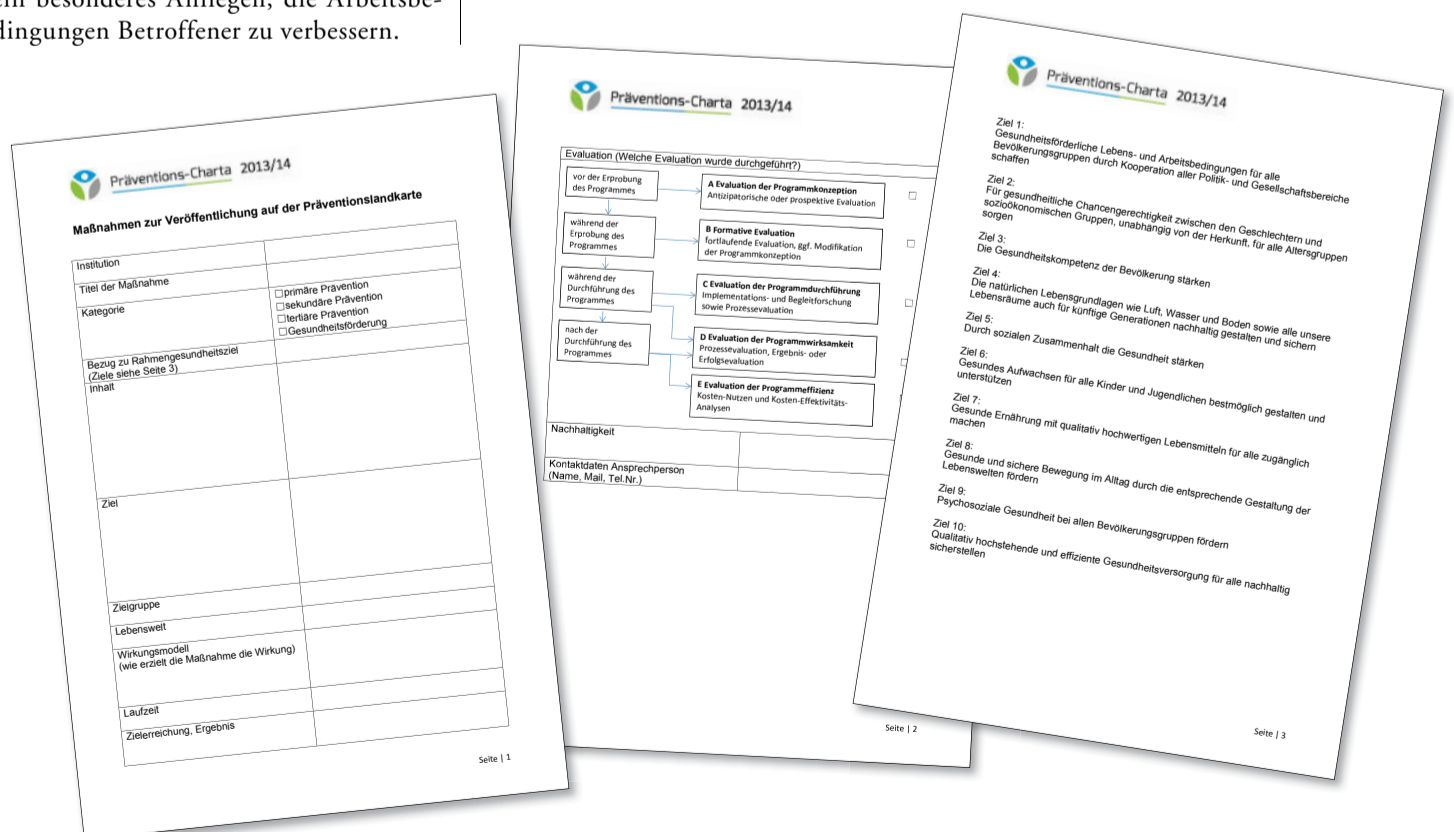 ein besonderes Anliegen, die Arbeitsbe-
dingungen Betroffener zu verbessern.
Präventions-Charta 2013/14
Maßnahmen zur Veröffentlichung auf der Präventionslandkarte
Institution
Titel der Maßnahme
Kategorie
☐primäre Prävention
☐sekundäre Prävention
☐tertiäre Prävention
☐Gesundheitsförderung
Bezug zu Rahmengesundheitsziel
(Ziele siehe Seite 3)
Inhalt
Ziel
Zielgruppe
Lebenswelt
Wirkungsmodell
(wie erzielt die Maßnahme die Wirkung)
Laufzeit
Zielerreichung, Ergebnis
Seite | 1
Präventions-Charta 2013/14
Evaluation (Welche Evaluation wurde durchgeführt?)
vor der Erprobung
des Programmes
A Evaluation der Programmkonzeption
Antizipatorische oder prospektive Evaluation
während der
Erprobung des
Programmes
B Formative Evaluation
fortlaufende Evaluation, ggf. Modifikation
der Programmkonzeption
während der
Durchführung des
Programmes
C Evaluation der Programmdurchführung
Implementations- und Begleitforschung
sowie Prozessevaluation
nach der
Durchführung des
Programmes
D Evaluation der Programmwirksamkeit
Prozessevaluation, Ergebnis- oder
Erfolgsevaluation
E Evaluation der Programmeffizienz
Kosten-Nutzen und Kosten-Effektivitäts-
Analysen
Nachhaltigkeit
Kontaktdaten Ansprechperson
(Name, Mail, Tel.Nr.)
Seite | 2
Präventions-Charta 2013/14
Ziel 1:
Gesundheitsförderliche Lebens- und Arbeitsbedingungen für alle
Bevölkerungsgruppen durch Kooperation aller Politik- und Gesellschaftsbereiche
schaffen
Ziel 2:
Für gesundheitliche Chancengerechtigkeit zwischen den Geschlechtern und
sozioökonomischen Gruppen, unabhängig von der Herkunft, für alle Altersgruppen
sorgen
Ziel 3:
Die Gesundheitskompetenz der Bevölkerung stärken
Ziel 4:
Die natürlichen Lebensgrundlagen wie Luft, Wasser und Boden sowie alle unsere
Lebensräume auch für künftige Generationen nachhaltig gestalten und sichern
Ziel 5:
Durch sozialen Zusammenhalt die Gesundheit stärken
Ziel 6:
Gesundes Aufwachsen für alle Kinder und Jugendlichen bestmöglich gestalten und
unterstützen
Ziel 7:
Gesunde Ernährung mit qualitativ hochwertigen Lebensmitteln für alle zugänglich
machen
Ziel 8:
Gesunde und sichere Bewegung im Alltag durch die entsprechende Gestaltung der
Lebenswelten fördern
Ziel 9:
Psychosoziale Gesundheit bei allen Bevölkerungsgruppen fördern
Ziel 10:
Qualitativ hochstehende und effiziente Gesundheitsversorgung für alle nachhaltig
sicherstellen
Seite | 3